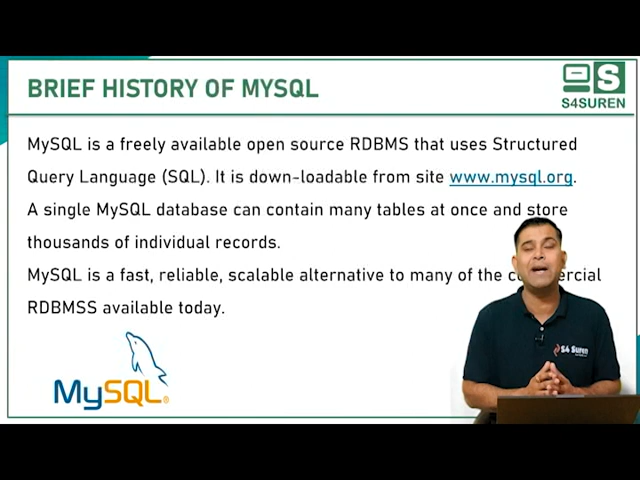 BRIEF HISTORY OF MYSQL
S4SUREN
MySQL is a freely available open source RDBMS that uses Structured
Query Language (SQL). It is down-loadable from site www.mysql.org.
A single MySQL database can contain many tables at once and store
thousands of individual records.
MySQL is a fast, reliable, scalable alternative to many of the commercial
RDBMSS available today.
S4 Suren
MySQL®